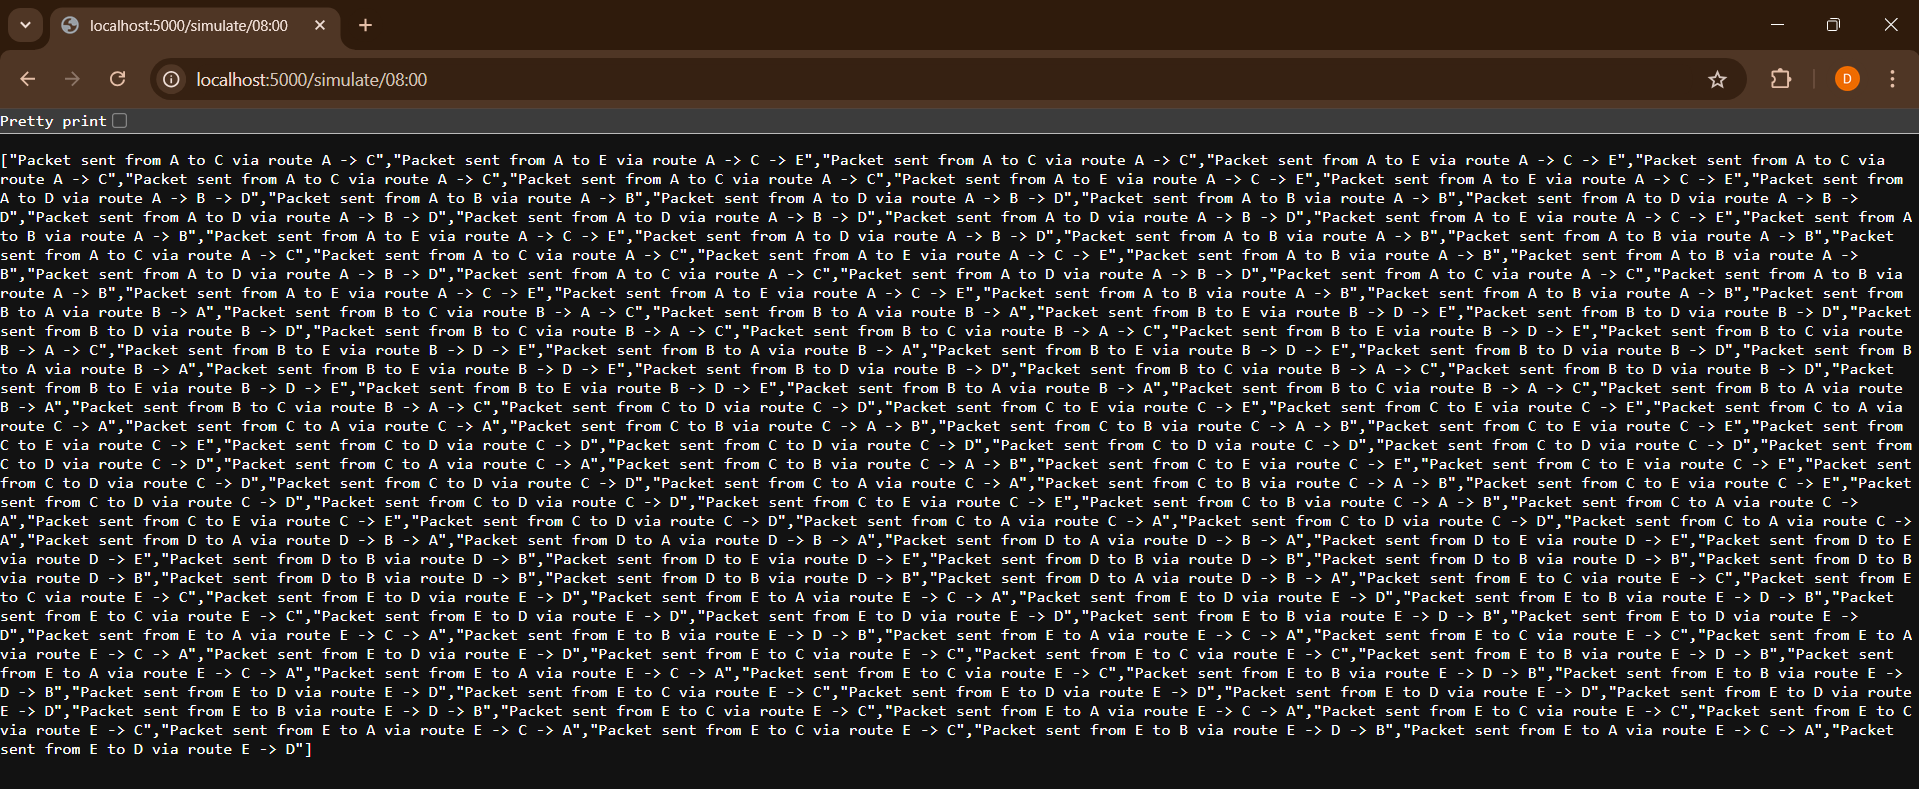 localhost:5000/simulate/08:00
localhost:5000/simulate/08:00
D
Pretty print
["Packet sent from A to C via route A -> C","Packet sent from A to E via route A -> C -> E","Packet sent from A to C via route A -> C","Packet sent from A to E via route A -> C -> E","Packet sent from A to C via
route A -> C","Packet sent from A to C via route A -> C","Packet sent from A to C via route A -> C","Packet sent from A to E via route A -> C -> E","Packet sent from A to E via route A -> C -> E","Packet sent from
A to D via route A -> B -> D","Packet sent from A to B via route A -> B","Packet sent from A to D via route A -> B -> D","Packet sent from A to B via route A -> B","Packet sent from A to D via route A -> B ->
D","Packet sent from A to D via route A -> B -> D","Packet sent from A to D via route A -> B -> D","Packet sent from A to D via route A -> B -> D","Packet sent from A to E via route A -> C -> E","Packet sent from A
to B via route A -> B","Packet sent from A to E via route A -> C -> E","Packet sent from A to D via route A -> B -> D","Packet sent from A to B via route A -> B","Packet sent from A to B via route A -> B","Packet
sent from A to C via route A -> C","Packet sent from A to C via route A -> C","Packet sent from A to E via route A -> C -> E","Packet sent from A to B via route A -> B","Packet sent from A to B via route A ->
B","Packet sent from A to D via route A -> B -> D","Packet sent from A to C via route A -> C","Packet sent from A to D via route A -> B -> D","Packet sent from A to C via route A -> C","Packet sent from A to B via
route A -> B","Packet sent from A to E via route A -> C -> E","Packet sent from A to E via route A -> C -> E","Packet sent from A to B via route A -> B","Packet sent from A to B via route A -> B","Packet sent from
B to A via route B -> A","Packet sent from B to C via route B -> A -> C","Packet sent from B to A via route B -> A","Packet sent from B to E via route B -> D -> E","Packet sent from B to D via route B -> D","Packet
sent from B to D via route B -> D","Packet sent from B to C via route B -> A -> C","Packet sent from B to C via route B -> A -> C","Packet sent from B to E via route B -> D -> E","Packet sent from B to C via route
B -> A -> C","Packet sent from B to E via route B -> D -> E","Packet sent from B to A via route B -> A","Packet sent from B to E via route B -> D -> E","Packet sent from B to D via route B -> D","Packet sent from B
to A via route B -> A","Packet sent from B to E via route B -> D -> E","Packet sent from B to D via route B -> D","Packet sent from B to C via route B -> A -> C","Packet sent from B to D via route B -> D","Packet
sent from B to E via route B -> D -> E","Packet sent from B to E via route B -> D -> E","Packet sent from B to A via route B -> A","Packet sent from B to C via route B -> A -> C","Packet sent from B to A via route
B -> A","Packet sent from B to C via route B -> A -> C","Packet sent from C to D via route C -> D","Packet sent from C to E via route C -> E","Packet sent from C to E via route C -> E","Packet sent from C to A via
route C -> A","Packet sent from C to A via route C -> A","Packet sent from C to B via route C -> A -> B","Packet sent from C to B via route C -> A -> B","Packet sent from C to E via route C -> E","Packet sent from
C to E via route C -> E","Packet sent from C to D via route C -> D","Packet sent from C to D via route C -> D","Packet sent from C to D via route C -> D","Packet sent from C to D via route C -> D","Packet sent from
C to D via route C -> D","Packet sent from C to A via route C -> A","Packet sent from C to B via route C -> A -> B","Packet sent from C to E via route C -> E","Packet sent from C to E via route C -> E","Packet sent
from C to D via route C -> D","Packet sent from C to D via route C -> D","Packet sent from C to A via route C -> A","Packet sent from C to B via route C -> A -> B","Packet sent from C to E via route C -> E","Packet
sent from C to D via route C -> D","Packet sent from C to D via route C -> D","Packet sent from C to E via route C -> E","Packet sent from C to B via route C -> A -> B","Packet sent from C to A via route C ->
A","Packet sent from C to E via route C -> E","Packet sent from C to D via route C -> D","Packet sent from C to A via route C -> A","Packet sent from C to D via route C -> D","Packet sent from C to A via route C ->
A","Packet sent from D to A via route D -> B -> A","Packet sent from D to A via route D -> B -> A","Packet sent from D to A via route D -> B -> A","Packet sent from D to E via route D -> E","Packet sent from D to E
via route D -> E","Packet sent from D to B via route D -> B","Packet sent from D to E via route D -> E","Packet sent from D to B via route D -> B","Packet sent from D to B via route D -> B","Packet sent from D to B
via route D -> B","Packet sent from D to B via route D -> B","Packet sent from D to B via route D -> B","Packet sent from D to A via route D -> B -> A","Packet sent from E to C via route E -> C","Packet sent from E
to C via route E -> C","Packet sent from E to D via route E -> D","Packet sent from E to A via route E -> C -> A","Packet sent from E to D via route E -> D","Packet sent from E to B via route E -> D -> B","Packet
sent from E to C via route E -> C","Packet sent from E to D via route E -> D","Packet sent from E to D via route E -> D","Packet sent from E to B via route E -> D -> B","Packet sent from E to D via route E ->
D","Packet sent from E to A via route E -> C -> A","Packet sent from E to B via route E -> D -> B","Packet sent from E to A via route E -> C -> A","Packet sent from E to C via route E -> C","Packet sent from E to A
via route E -> C -> A","Packet sent from E to D via route E -> D","Packet sent from E to C via route E -> C","Packet sent from E to C via route E -> C","Packet sent from E to B via route E -> D -> B","Packet sent
from E to A via route E -> C -> A","Packet sent from E to A via route E -> C -> A","Packet sent from E to C via route E -> C","Packet sent from E to B via route E -> D -> B","Packet sent from E to B via route E ->
D -> B","Packet sent from E to D via route E -> D","Packet sent from E to C via route E -> C","Packet sent from E to D via route E -> D","Packet sent from E to D via route E -> D","Packet sent from E to D via route
E -> D","Packet sent from E to B via route E -> D -> B","Packet sent from E to C via route E -> C","Packet sent from E to A via route E -> C -> A","Packet sent from E to C via route E -> C","Packet sent from E to C
via route E -> C","Packet sent from E to A via route E -> C -> A","Packet sent from E to C via route E -> C","Packet sent from E to B via route E -> D -> B","Packet sent from E to A via route E -> C -> A","Packet
sent from E to D via route E -> D"]